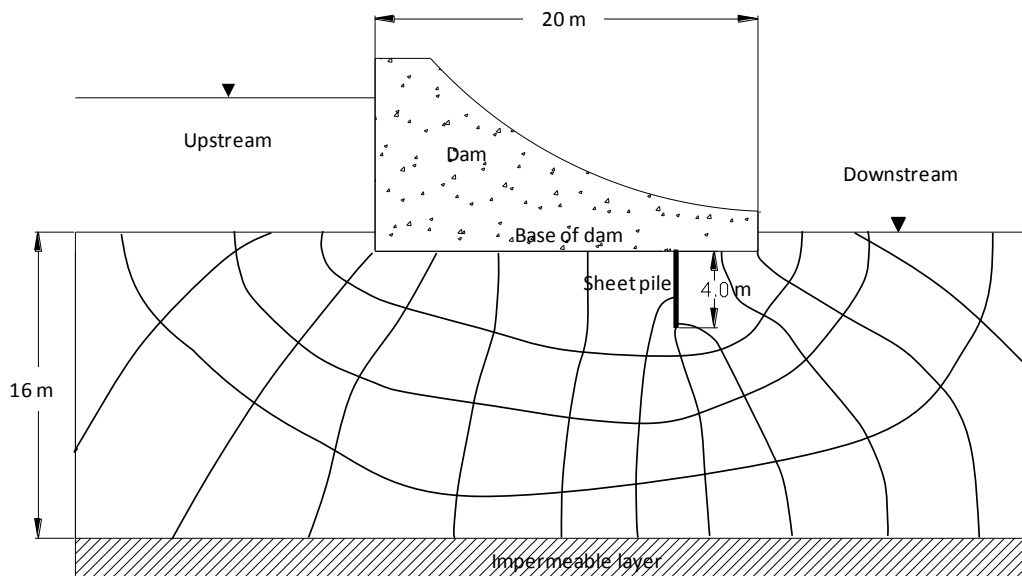 20 m
Upstream
Dam
Downstream
Base of dam
Sheet pile
4.0 m
16 m
Impermeable layer